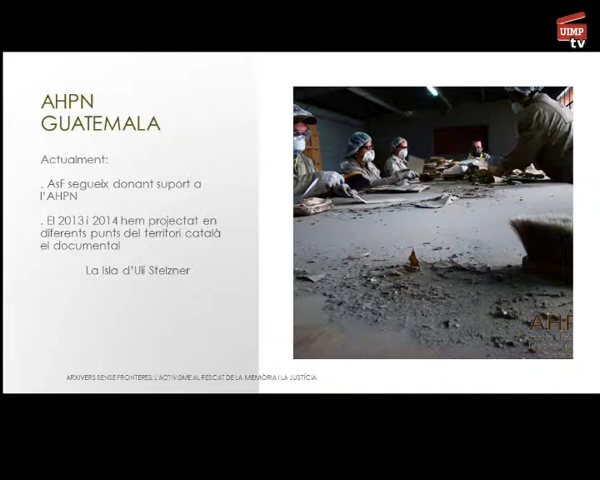 UIMP
tv
AHPN
GUATEMALA
Actualment:
. AsF segueix donant suport a
l'AHPN
. El 2013 i 2014 hem projectat en
diferents punts del territori català
el documental
La Isla d'Uli Stelzner
AHP
ARXIVERS SENSE FRONTERES: L'ACTIVISME AL RESCAT DE LA MEMÒRIA I LA JUSTÍCIA